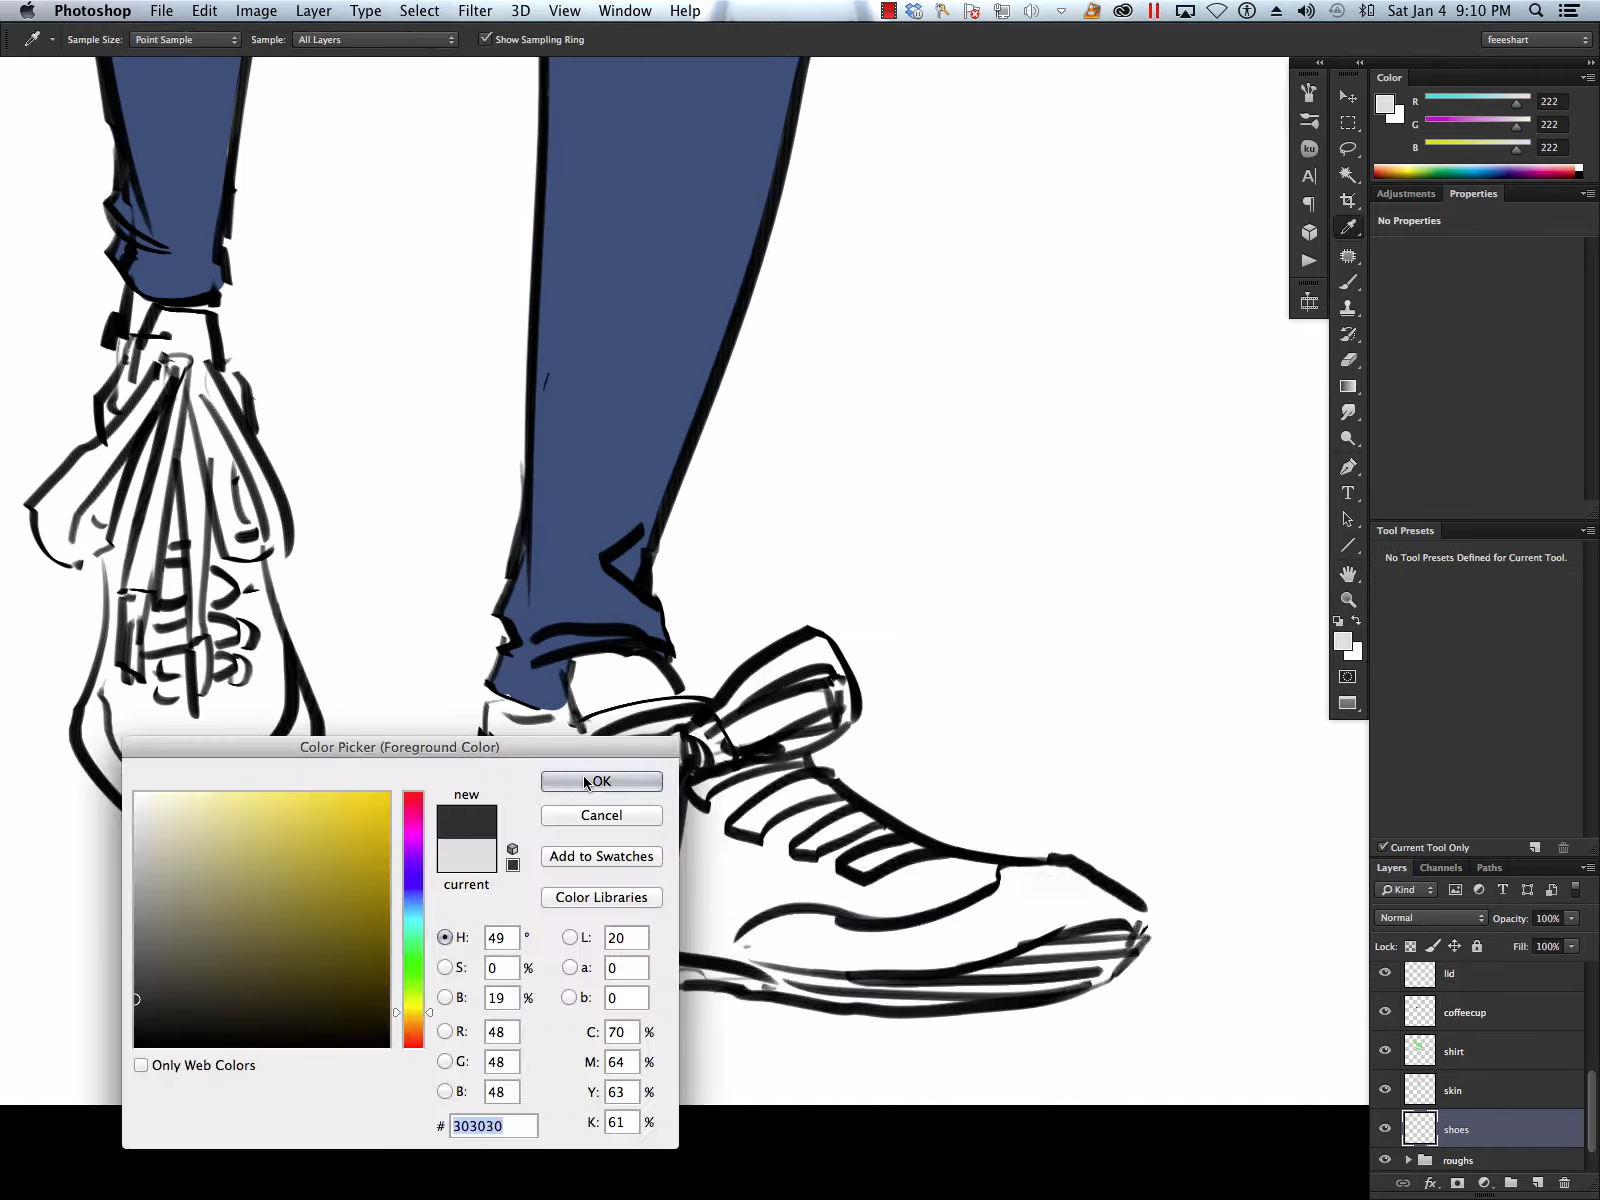 Photoshop File Edit Image Layer Type Select Filter 3D View Window Help Sat Jan 4 9:10 PM
Sample Size: Point Sample Sample: All Layers Show Sampling Ring feeeshart
Color
R 222
G 222
B 222
Adjustments Properties
No Properties
ku
Tool Presets
No Tool Presets Defined for Current Tool.
Current Tool Only
Layers Channels Paths
Kind
Normal Opacity: 100%
Lock: Fill: 100%
lid
coffeecup
shirt
skin
shoes
roughs
fx
Color Picker (Foreground Color)
new
current
OK
Cancel
Add to Swatches
Color Libraries
H: 49 ° L: 20
S: 0 % a: 0
B: 19 % b: 0
R: 48 C: 70 %
G: 48 M: 64 %
B: 48 Y: 63 %
# 303030 K: 61 %
Only Web Colors